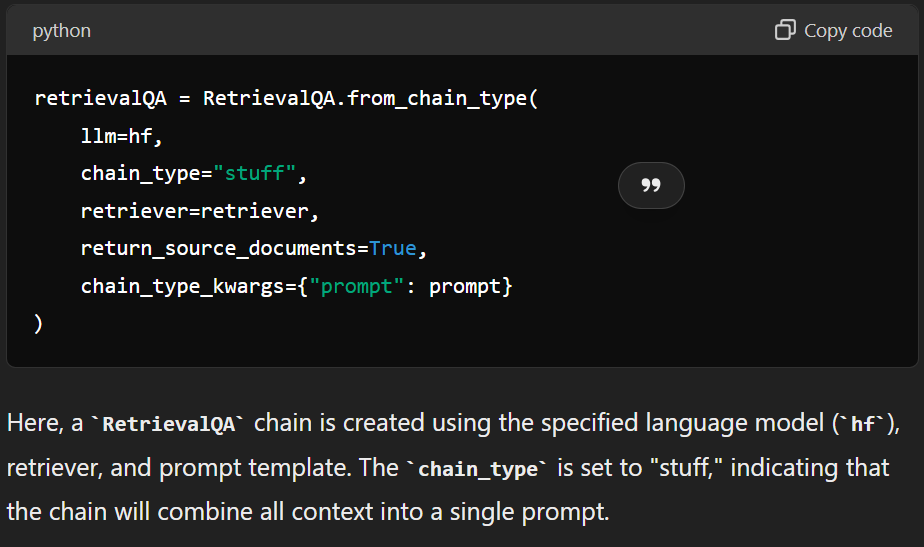 python
Copy code
retrievalQA = RetrievalQA.from_chain_type(
    llm=hf,
    chain_type="stuff",
    retriever=retriever,
    return_source_documents=True,
    chain_type_kwargs={"prompt": prompt}
)
Here, a `RetrievalQA` chain is created using the specified language model (`hf`),
retriever, and prompt template. The `chain_type` is set to "stuff," indicating that
the chain will combine all context into a single prompt.